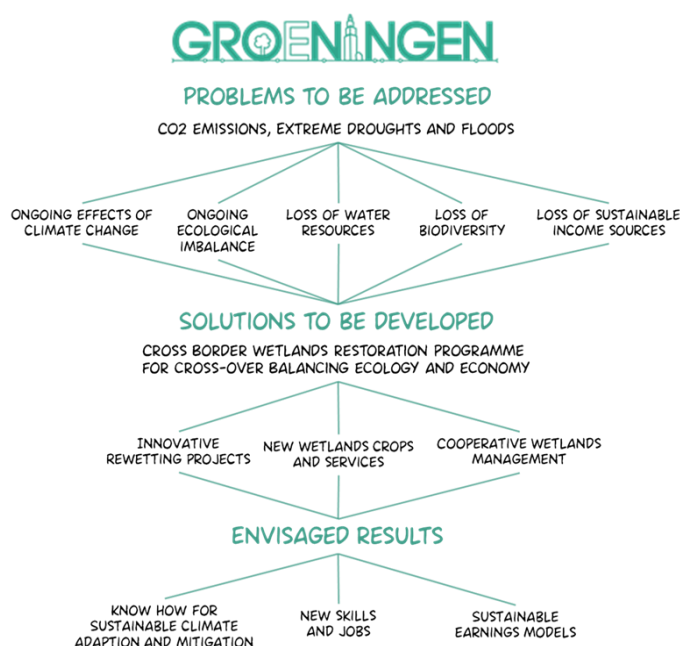 GROENINGEN
PROBLEMS TO BE ADDRESSED
CO2 EMISSIONS, EXTREME DROUGHTS AND FLOODS
ONGOING EFFECTS OF
CLIMATE CHANGE
ONGOING
ECOLOGICAL
IMBALANCE
LOSS OF WATER
RESOURCES
LOSS OF
BIODIVERSITY
LOSS OF SUSTAINABLE
INCOME SOURCES
SOLUTIONS TO BE DEVELOPED
CROSS BORDER WETLANDS RESTORATION PROGRAMME
FOR CROSS-OVER BALANCING ECOLOGY AND ECONOMY
INNOVATIVE
REWETTING PROJECTS
NEW WETLANDS CROPS
AND SERVICES
COOPERATIVE WETLANDS
MANAGEMENT
ENVISAGED RESULTS
KNOW HOW FOR
SUSTAINABLE CLIMATE
ADAPTION AND MITIGATION
NEW SKILLS
AND JOBS
SUSTAINABLE
EARNINGS MODELS